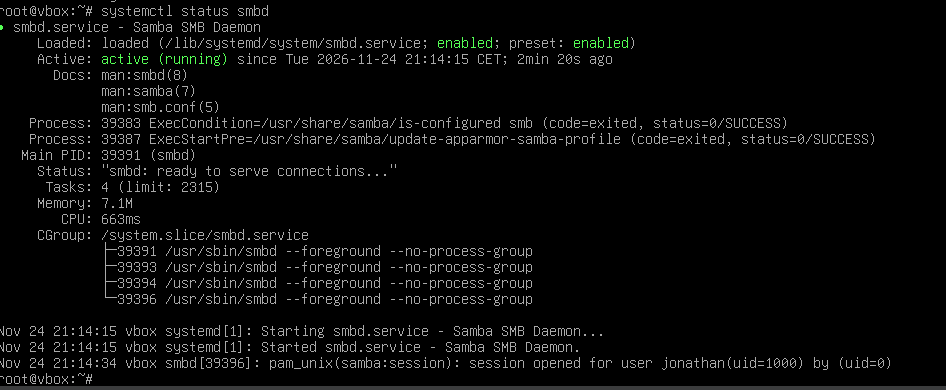 root@vbox:~# systemctl status smbd
● smbd.service - Samba SMB Daemon
Loaded: loaded (/lib/systemd/system/smbd.service; enabled; preset: enabled)
Active: active (running) since Tue 2026-11-24 21:14:15 CET; 2min 20s ago
Docs: man:smbd(8)
man:samba(7)
man:smb.conf(5)
Process: 39383 ExecCondition=/usr/share/samba/is-configured smb (code=exited, status=0/SUCCESS)
Process: 39387 ExecStartPre=/usr/share/samba/update-apparmor-samba-profile (code=exited, status=0/SUCCESS)
Main PID: 39391 (smbd)
Status: "smbd: ready to serve connections..."
Tasks: 4 (limit: 2315)
Memory: 7.1M
CPU: 663ms
CGroup: /system.slice/smbd.service
├─39391 /usr/sbin/smbd --foreground --no-process-group
├─39393 /usr/sbin/smbd --foreground --no-process-group
├─39394 /usr/sbin/smbd --foreground --no-process-group
└─39396 /usr/sbin/smbd --foreground --no-process-group
Nov 24 21:14:15 vbox systemd[1]: Starting smbd.service - Samba SMB Daemon...
Nov 24 21:14:15 vbox systemd[1]: Started smbd.service - Samba SMB Daemon.
Nov 24 21:14:34 vbox smbd[39396]: pam_unix(samba:session): session opened for user jonathan(uid=1000) by (uid=0)
root@vbox:~#